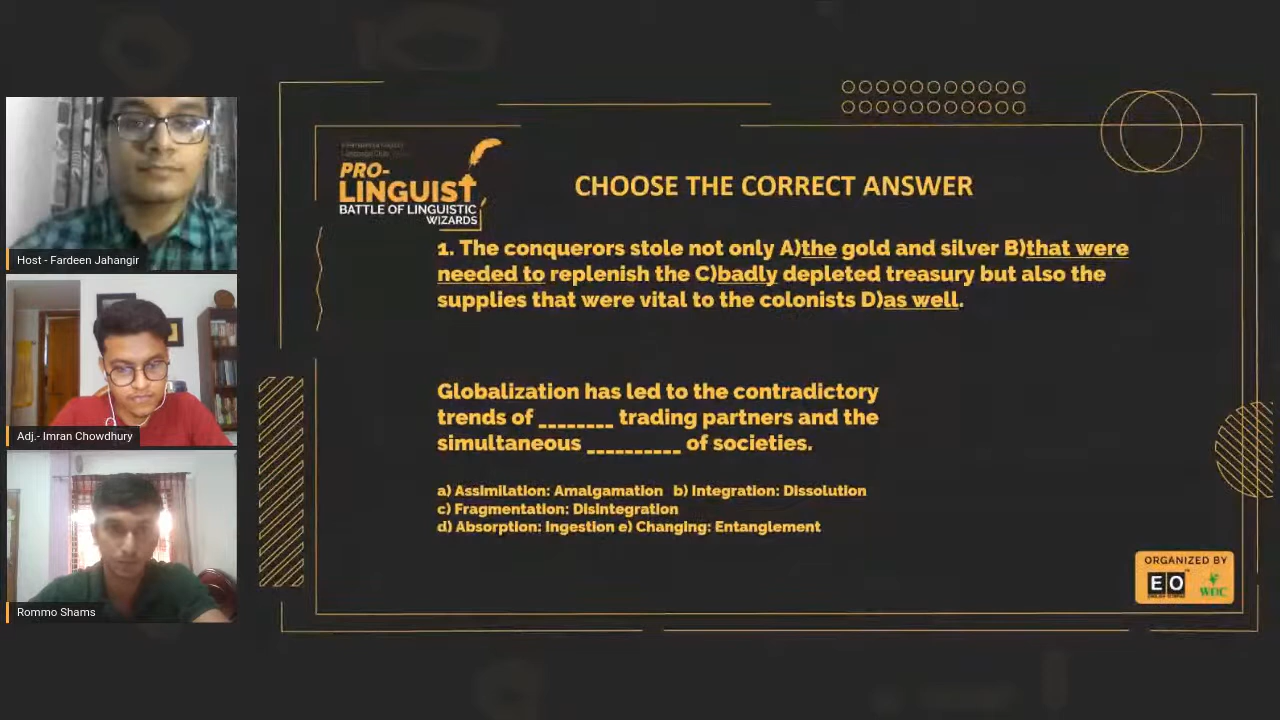 Host - Fardeen Jahangir
Adj.- Imran Chowdhury
Rommo Shams
PRO-
LINGUIST
BATTLE OF LINGUISTIC
WIZARDS
CHOOSE THE CORRECT ANSWER
1. The conquerors stole not only A)the gold and silver B)that were
needed to replenish the C)badly depleted treasury but also the
supplies that were vital to the colonists D)as well.
Globalization has led to the contradictory
trends of ________ trading partners and the
simultaneous __________ of societies.
a) Assimilation: Amalgamation b) Integration: Dissolution
c) Fragmentation: Disintegration
d) Absorption: Ingestion e) Changing: Entanglement
ORGANIZED BY
EO
WDC